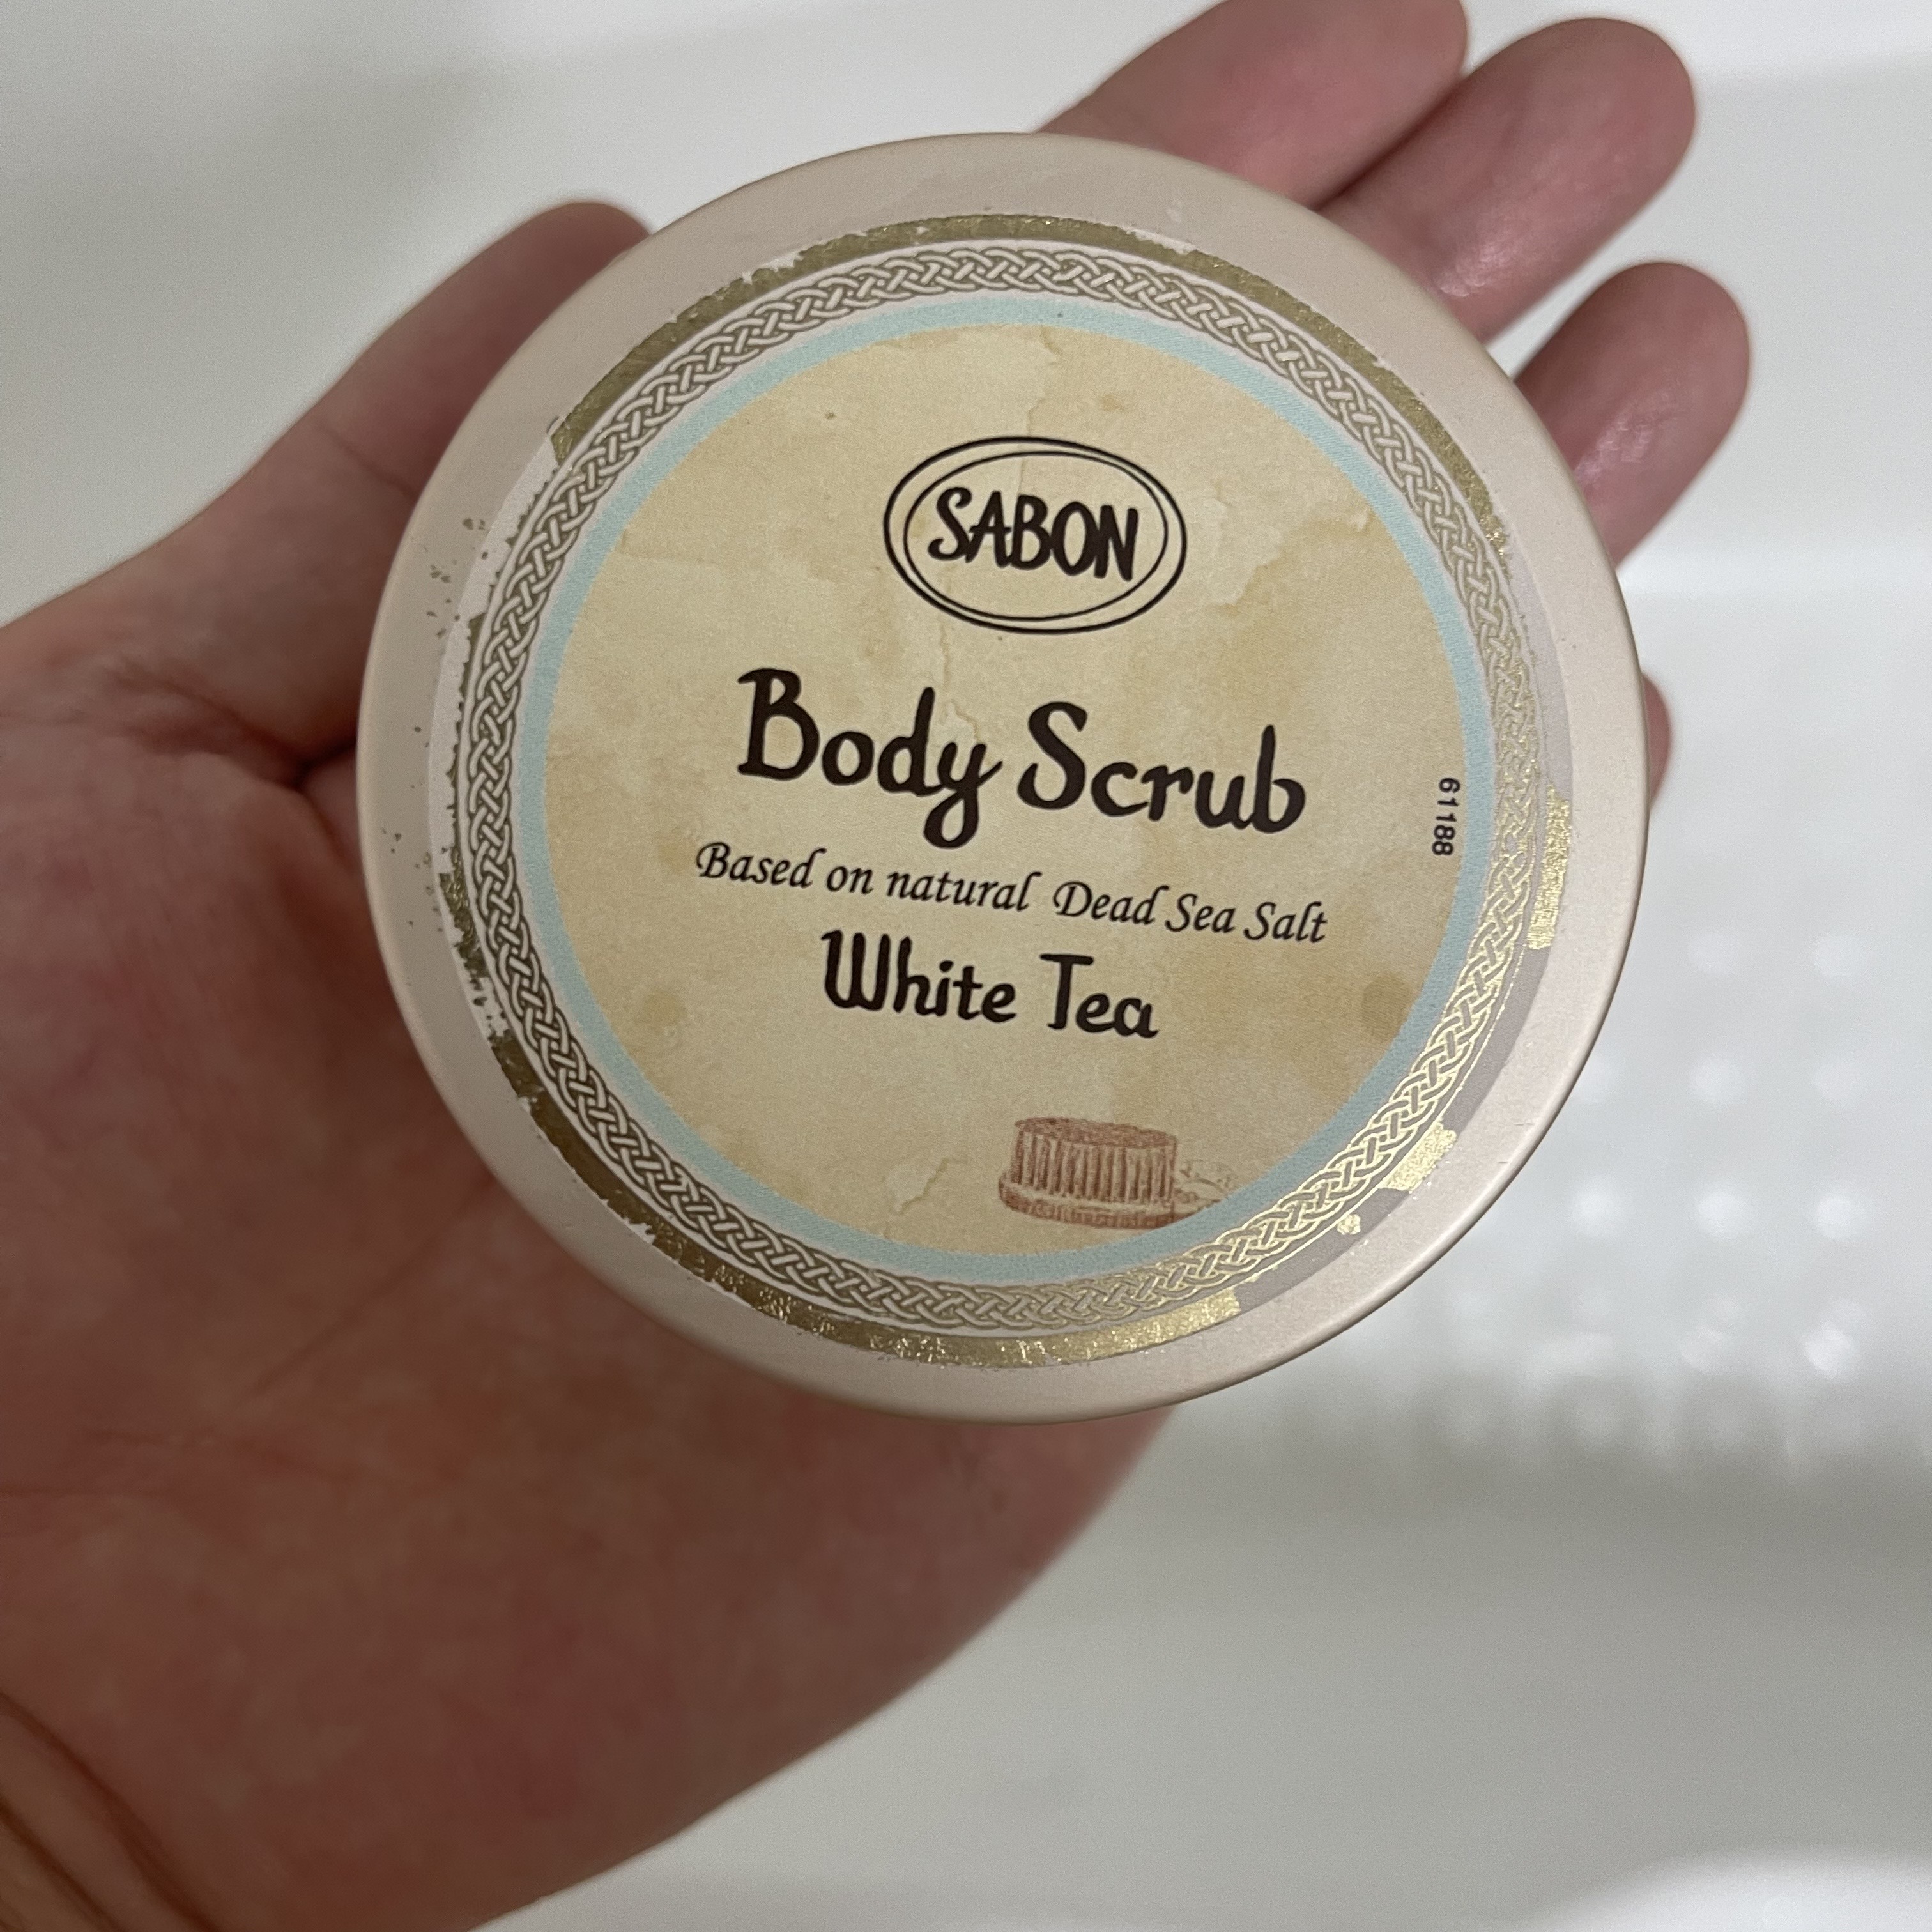 SABON
Body Scrub
Based on natural Dead Sea Salt
White Tea
61188